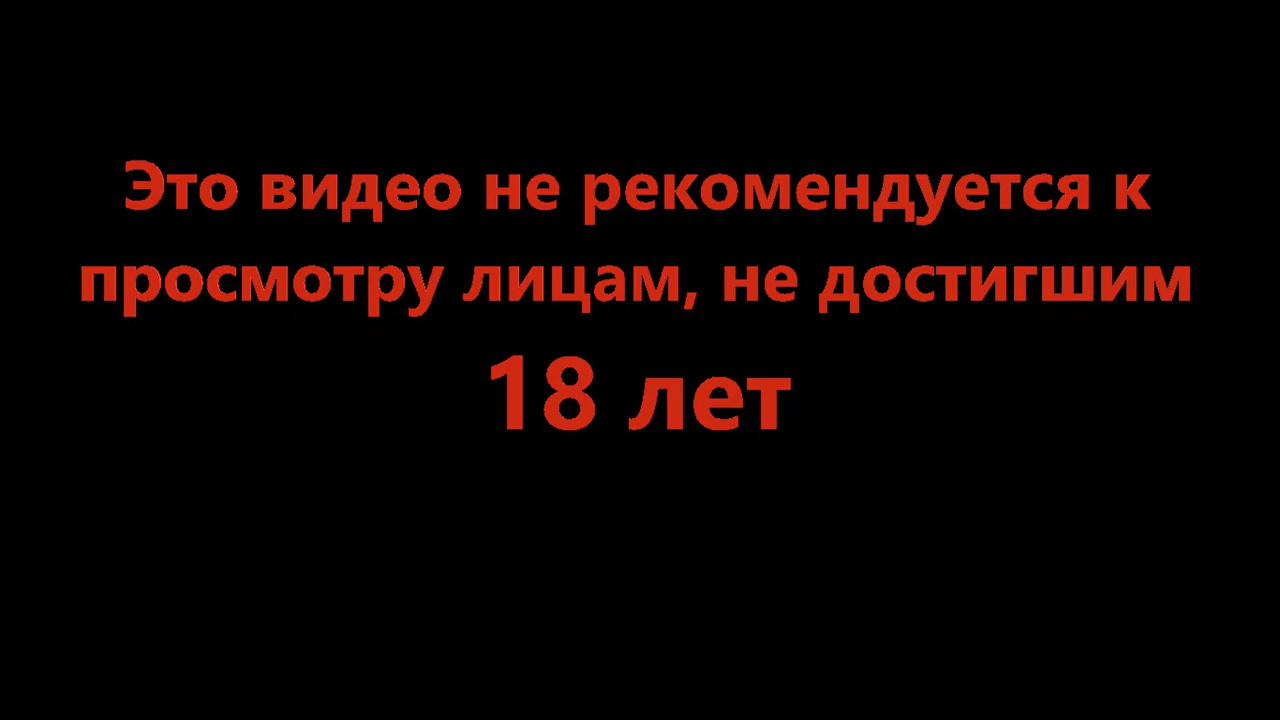 Это видео не рекомендуется к
просмотру лицам, не достигшим
18 лет